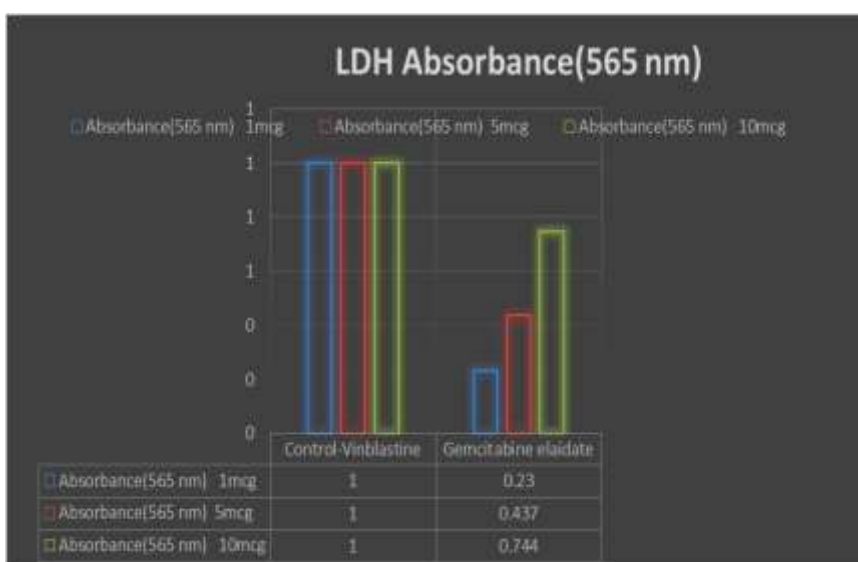 LDH Absorbance(565 nm)
1
Absorbance(565 nm) 1mcg Absorbance(565 nm) 5mcg Absorbance(565 nm) 10mcg
1
1
1
0
0
0
Control-Vinblastine Gemcitabine elaidate
Absorbance(565 nm) 1mcg 1 0.23
Absorbance(565 nm) 5mcg 1 0.437
Absorbance(565 nm) 10mcg 1 0.744